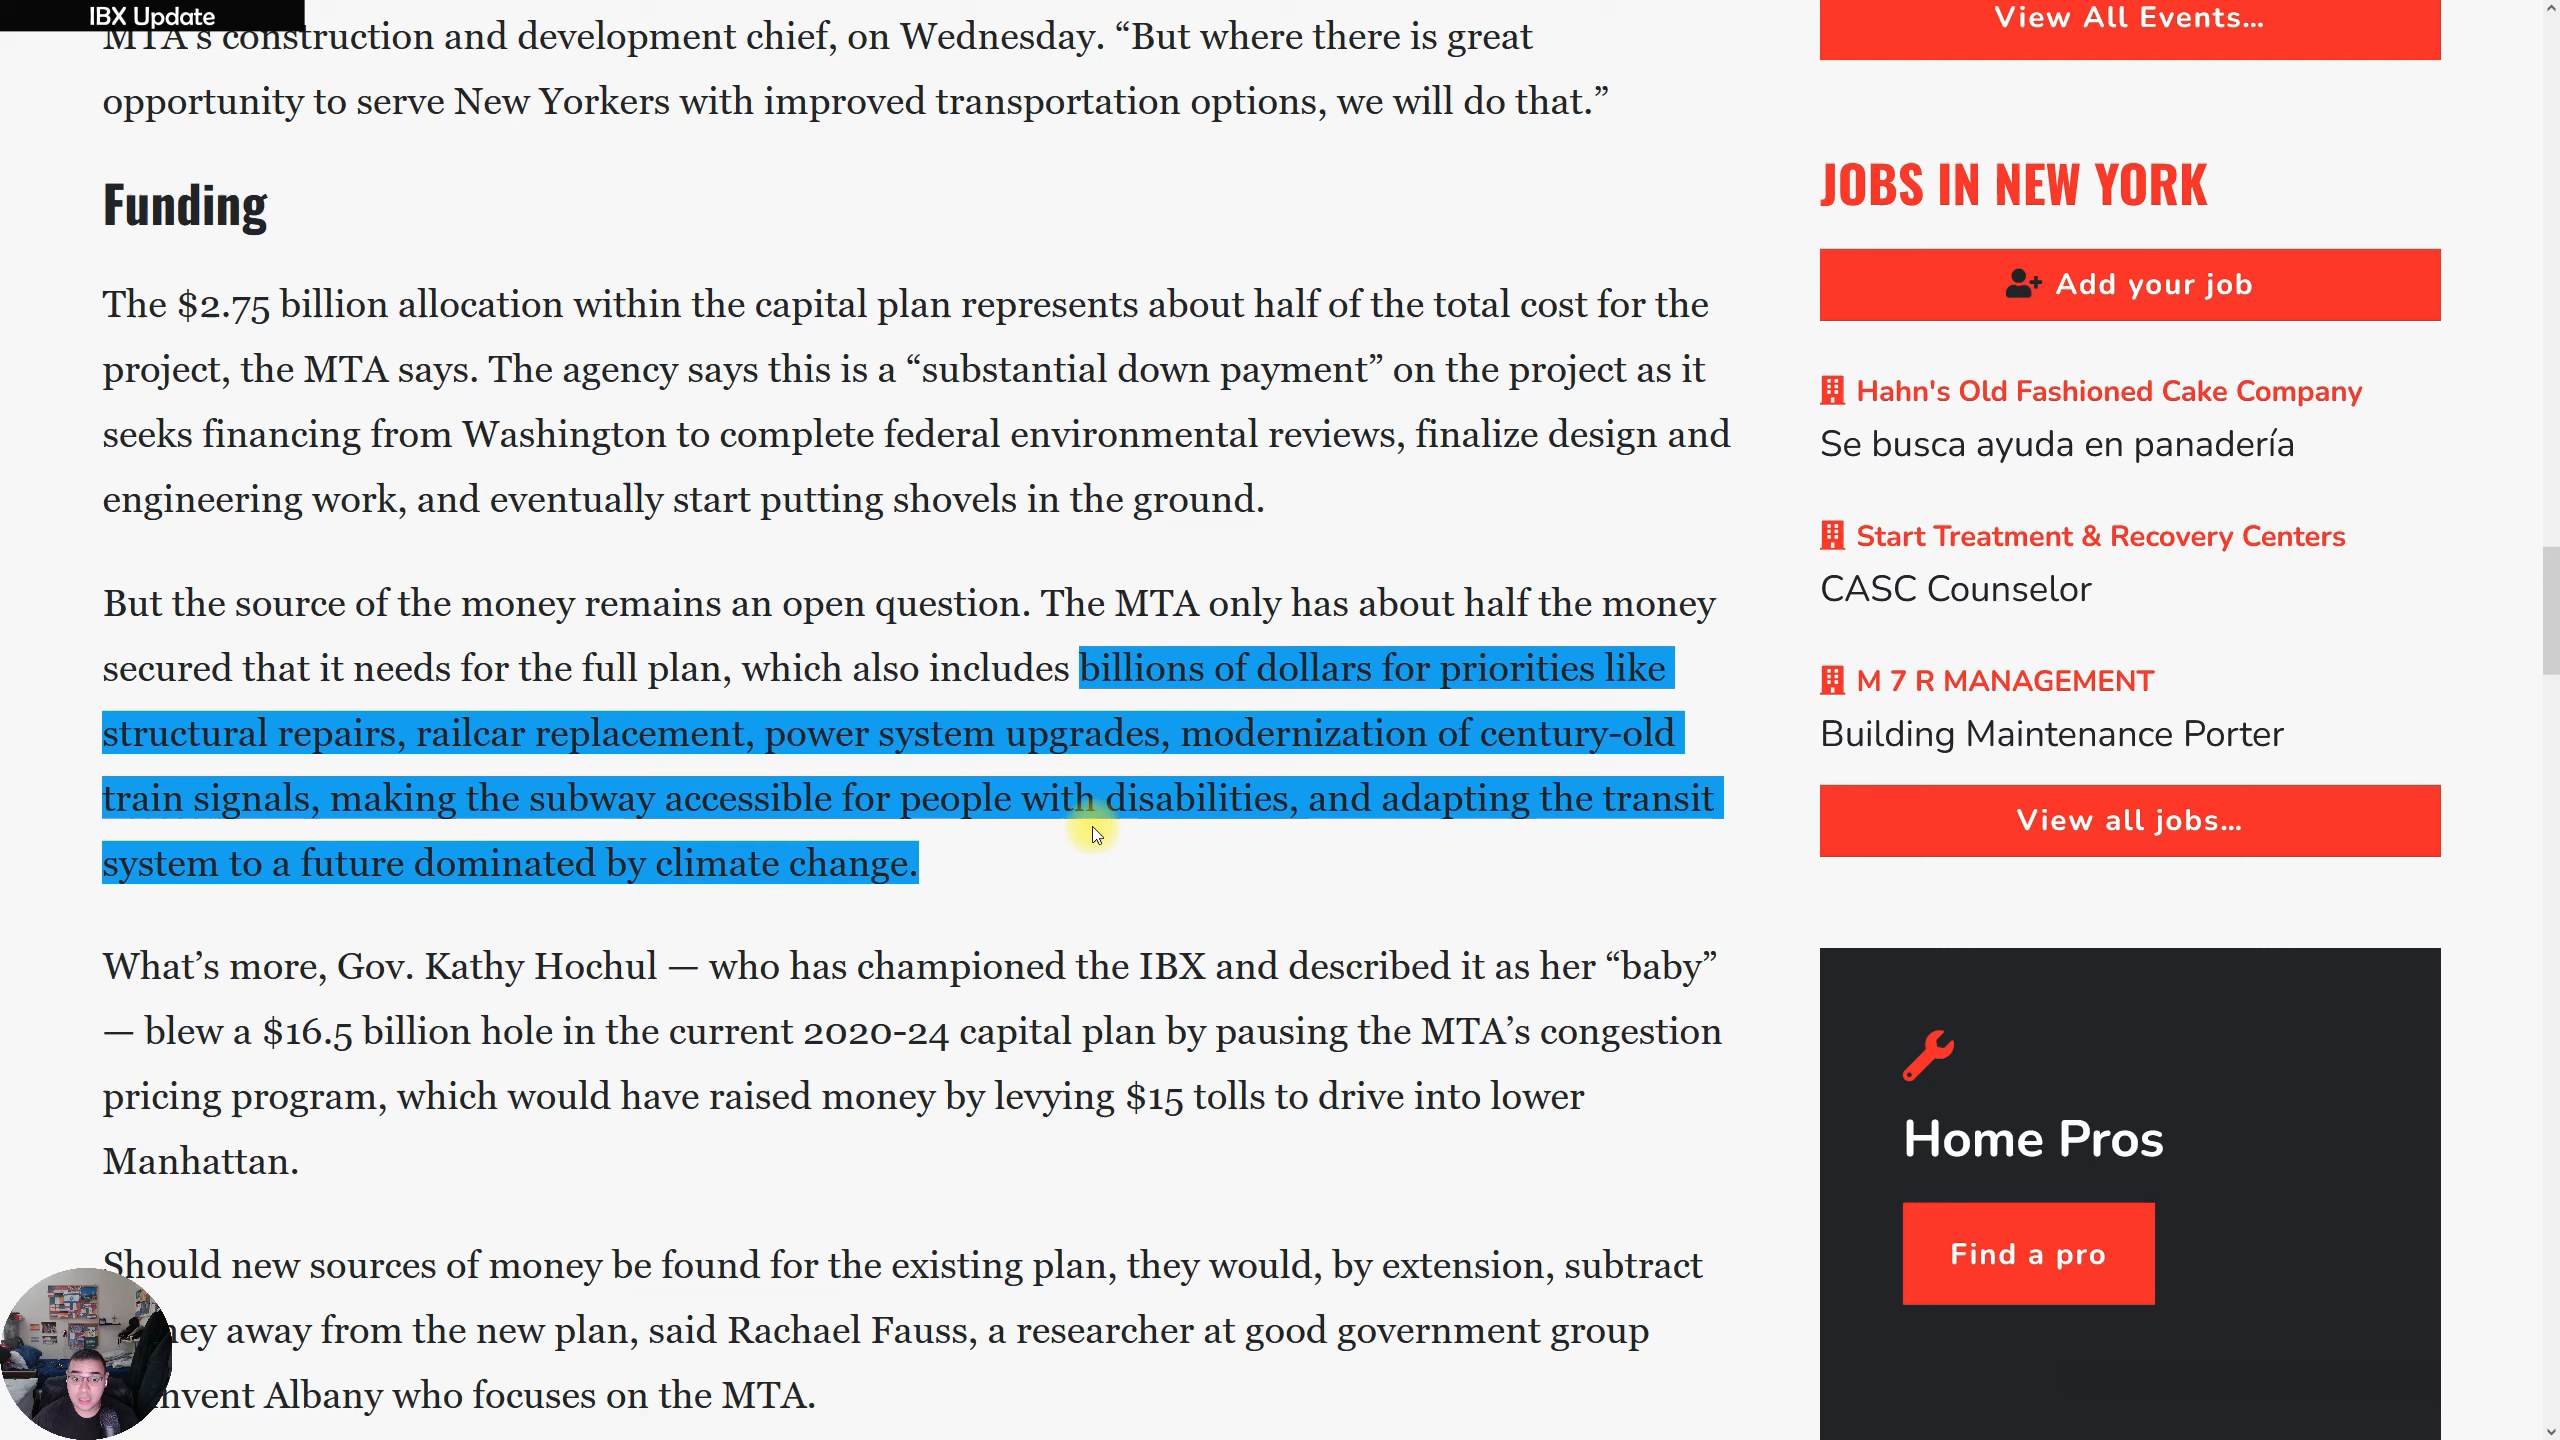 IBX Update
MTA's construction and development chief, on Wednesday. “But where there is great
opportunity to serve New Yorkers with improved transportation options, we will do that.”
Funding
The $2.75 billion allocation within the capital plan represents about half of the total cost for the
project, the MTA says. The agency says this is a “substantial down payment” on the project as it
seeks financing from Washington to complete federal environmental reviews, finalize design and
engineering work, and eventually start putting shovels in the ground.
But the source of the money remains an open question. The MTA only has about half the money
secured that it needs for the full plan, which also includes billions of dollars for priorities like
structural repairs, railcar replacement, power system upgrades, modernization of century-old
train signals, making the subway accessible for people with disabilities, and adapting the transit
system to a future dominated by climate change.
What’s more, Gov. Kathy Hochul — who has championed the IBX and described it as her “baby”
— blew a $16.5 billion hole in the current 2020-24 capital plan by pausing the MTA’s congestion
pricing program, which would have raised money by levying $15 tolls to drive into lower
Manhattan.
Should new sources of money be found for the existing plan, they would, by extension, subtract
away from the new plan, said Rachael Fauss, a researcher at good government group
Albany who focuses on the MTA.
View All Events...
JOBS IN NEW YORK
Add your job
Hahn's Old Fashioned Cake Company
Se busca ayuda en panadería
Start Treatment & Recovery Centers
CASC Counselor
M 7 R MANAGEMENT
Building Maintenance Porter
View all jobs...
Home Pros
Find a pro